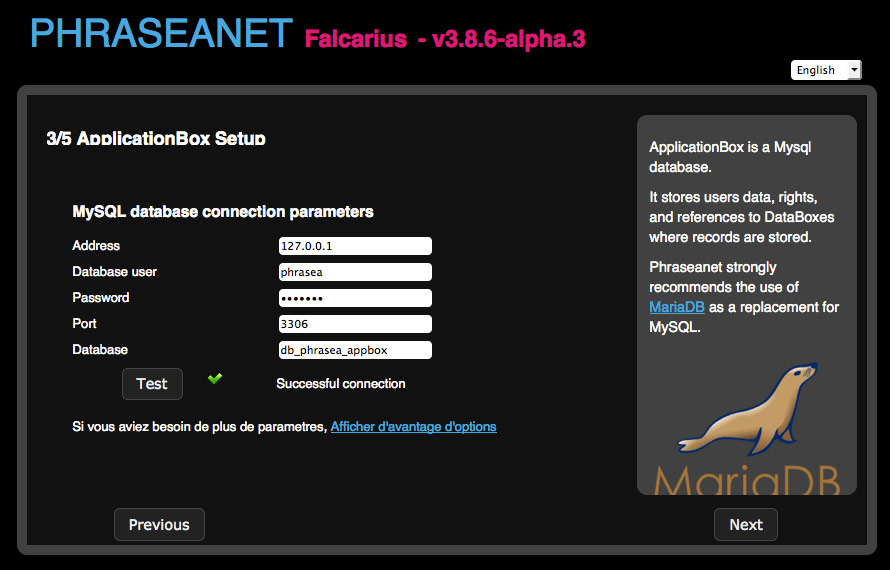 PHRASEANET Falcarius - v3.8.6-alpha.3
English
3/5 ApplicationBox Setup
MySQL database connection parameters
Address 127.0.0.1
Database user phrasea
Password •••••••
Port 3306
Database db_phrasea_appbox
Test Successful connection
Si vous aviez besoin de plus de parametres, Afficher d'avantage d'options
Previous
Next
ApplicationBox is a Mysql
database.
It stores users data, rights,
and references to DataBoxes
where records are stored.
Phraseanet strongly
recommends the use of
MariaDB as a replacement for
MySQL.
MariaDB